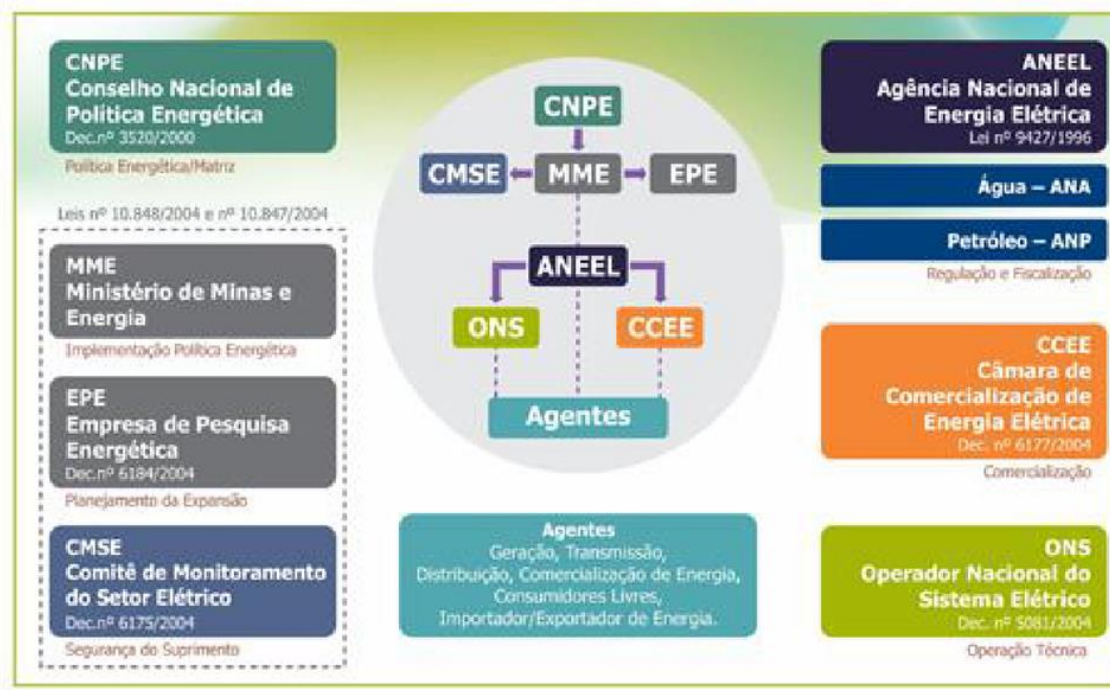 CNPE
Conselho Nacional de
Política Energética
Dec.nº 3520/2000
Política Energética/Matriz
Leis nº 10.848/2004 e nº 10.847/2004
MME
Ministério de Minas e
Energia
Implementação Política Energética
EPE
Empresa de Pesquisa
Energética
Dec.nº 6184/2004
Planejamento da Expansão
CMSE
Comitê de Monitoramento
do Setor Elétrico
Dec.nº 6175/2004
Segurança do Suprimento
CNPE
CMSE
MME
EPE
ANEEL
ONS
CCEE
Agentes
Agentes
Geração, Transmissão,
Distribuição, Comercialização de Energia,
Consumidores Livres,
Importador/Exportador de Energia.
ANEEL
Agência Nacional de
Energia Elétrica
Lei nº 9427/1996
Água – ANA
Petróleo – ANP
Regulação e Fiscalização
CCEE
Câmara de
Comercialização de
Energia Elétrica
Dec. nº 6177/2004
Comercialização
ONS
Operador Nacional do
Sistema Elétrico
Dec. nº 5081/2004
Operação Técnica